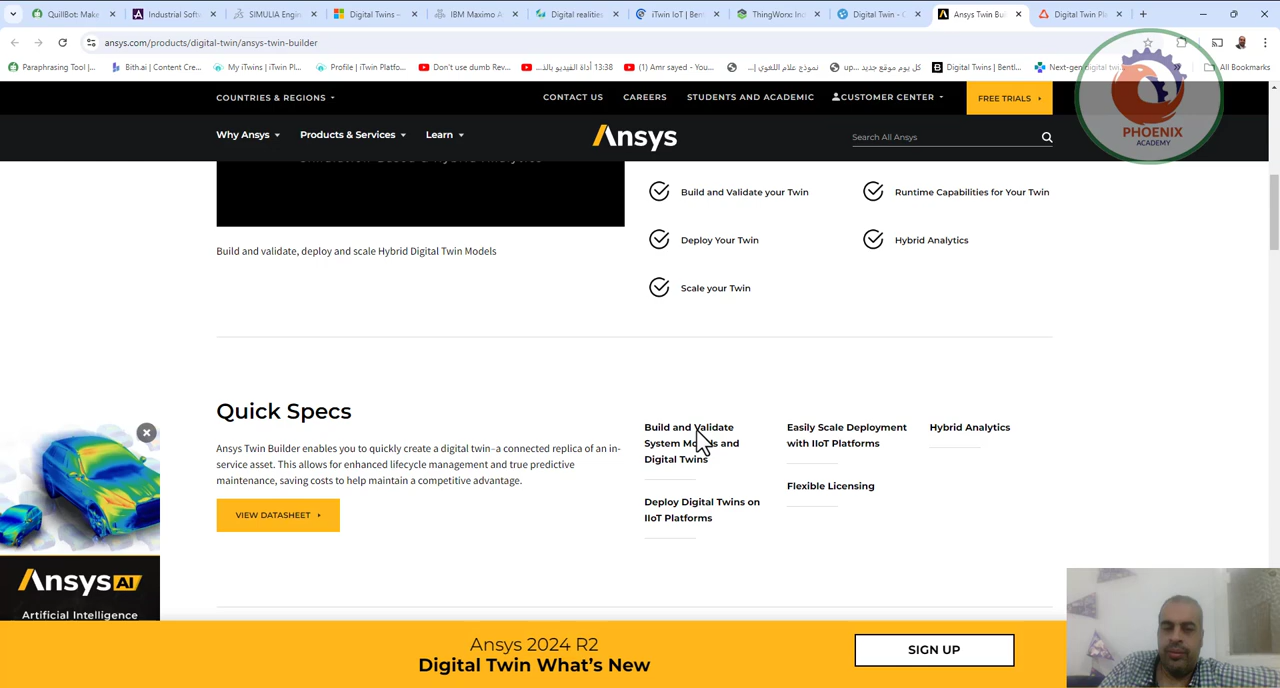 QuillBot: Make
Industrial Softw
SIMULIA Engin
Digital Twins –
IBM Maximo A
Digital realities
iTwin IoT | Bent
ThingWorx: Ind
Digital Twin - C
Ansys Twin Bui
Digital Twin Pl
ansys.com/products/digital-twin/ansys-twin-builder
Paraphrasing Tool |...
Bith.ai | Content Cre...
My iTwins | iTwin Pl...
Profile | iTwin Platfo...
Don't use dumb Rev...
13:38 أداة الفيديو بالذ...
(1) Amr sayed - You...
نموذج علام اللغوي |...
كل يوم موقع جديد up...
Digital Twins | Bentl...
Next-gen digital twi
All Bookmarks
COUNTRIES & REGIONS
CONTACT US
CAREERS
STUDENTS AND ACADEMIC
CUSTOMER CENTER
FREE TRIALS
Why Ansys
Products & Services
Learn
Ansys
Search All Ansys
PHOENIX
ACADEMY
Build and Validate your Twin
Runtime Capabilities for Your Twin
Deploy Your Twin
Hybrid Analytics
Scale your Twin
Build and validate, deploy and scale Hybrid Digital Twin Models
Quick Specs
Ansys Twin Builder enables you to quickly create a digital twin–a connected replica of an in-
service asset. This allows for enhanced lifecycle management and true predictive
maintenance, saving costs to help maintain a competitive advantage.
VIEW DATASHEET
Build and Validate
System Models and
Digital Twins
Deploy Digital Twins on
IIoT Platforms
Easily Scale Deployment
with IIoT Platforms
Flexible Licensing
Hybrid Analytics
Ansys AI
Artificial Intelligence
Ansys 2024 R2
Digital Twin What's New
SIGN UP